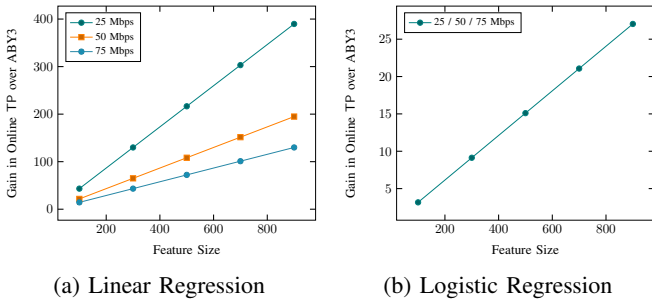 25 Mbps
50 Mbps
75 Mbps
400
300
200
100
0
200 400 600 800
Gain in Online TP over ABY3
Feature Size
(a) Linear Regression
25 / 50 / 75 Mbps
25
20
15
10
5
200 400 600 800
Gain in Online TP over ABY3
Feature Size
(b) Logistic Regression